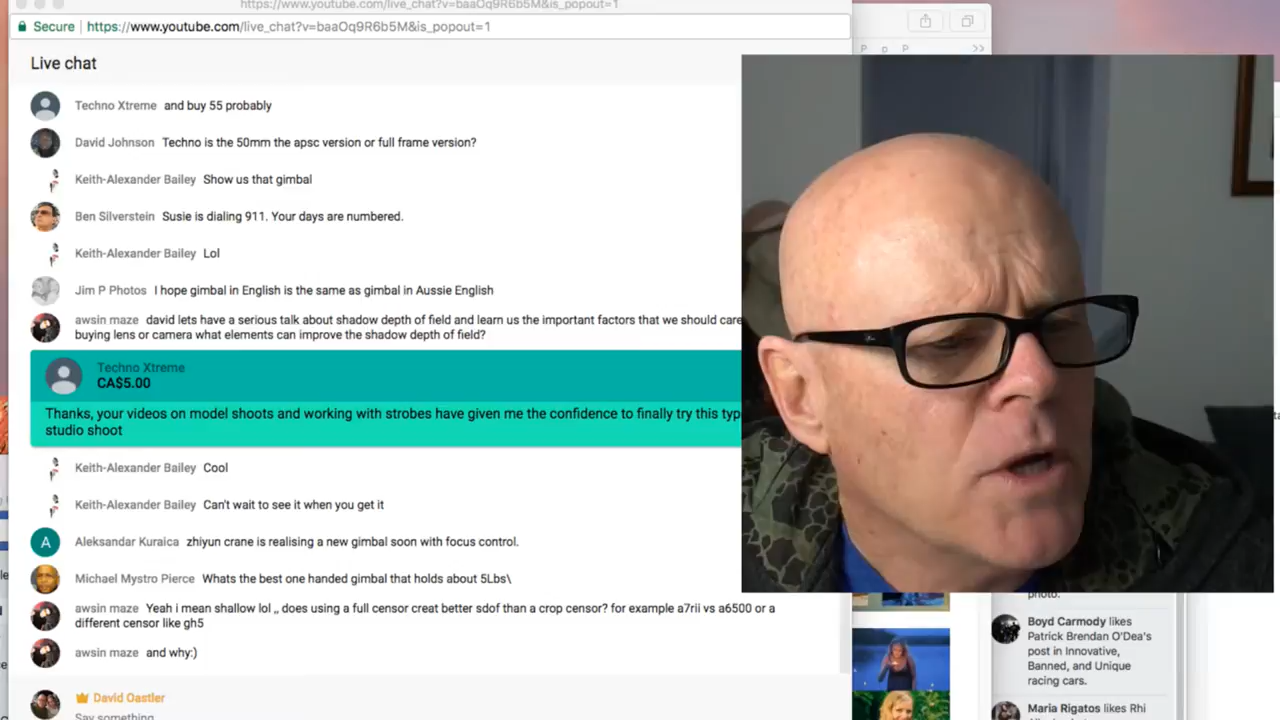 https://www.youtube.com/live_chat?v=baaOq9R6b5M&is_popout=1
Secure https://www.youtube.com/live_chat?v=baaOq9R6b5M&is_popout=1
Live chat
P p P >>
Techno Xtreme and buy 55 probably
David Johnson Techno is the 50mm the apsc version or full frame version?
Keith-Alexander Bailey Show us that gimbal
Ben Silverstein Susie is dialing 911. Your days are numbered.
Keith-Alexander Bailey Lol
Jim P Photos I hope gimbal in English is the same as gimbal in Aussie English
awsin maze david lets have a serious talk about shadow depth of field and learn us the important factors that we should care
buying lens or camera what elements can improve the shadow depth of field?
Techno Xtreme
CA$5.00
Thanks, your videos on model shoots and working with strobes have given me the confidence to finally try this typ
studio shoot
Keith-Alexander Bailey Cool
Keith-Alexander Bailey Can't wait to see it when you get it
A Aleksandar Kuraica zhiyun crane is realising a new gimbal soon with focus control.
Michael Mystro Pierce Whats the best one handed gimbal that holds about 5Lbs\
awsin maze Yeah i mean shallow lol ,, does using a full censor creat better sdof than a crop censor? for example a7rii vs a6500 or a
different censor like gh5
awsin maze and why:)
David Oastler
Say something
photo.
Boyd Carmody likes
Patrick Brendan O'Dea's
post in Innovative,
Banned, and Unique
racing cars.
Maria Rigatos likes Rhi